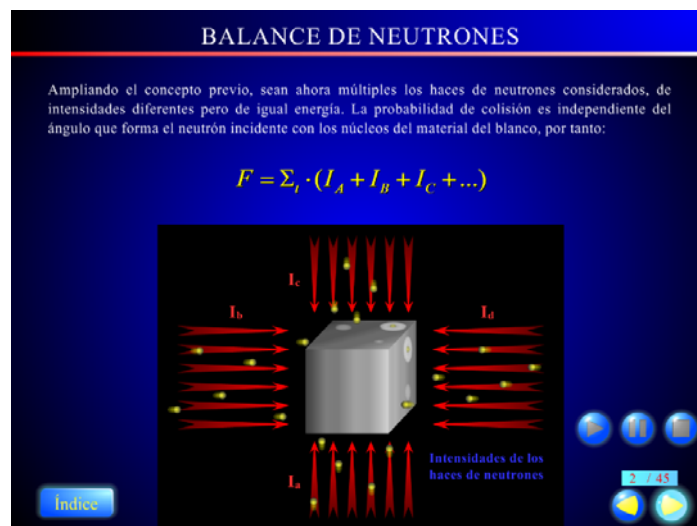 BALANCE DE NEUTRONES
Ampliando el concepto previo, sean ahora múltiples los haces de neutrones considerados, de
intensidades diferentes pero de igual energía. La probabilidad de colisión es independiente del
ángulo que forma el neutrón incidente con los núcleos del material del blanco, por tanto:
F = Σt · (IA + IB + IC + ...)
Ic
Ib
Id
Intensidades de los
haces de neutrones
Ia
2 / 45
Índice